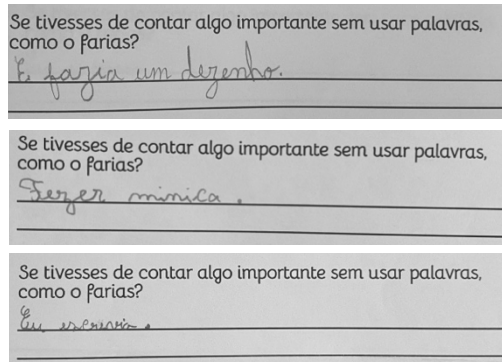 Se tivesses de contar algo importante sem usar palavras,
como o farias?
E fazia um dezenho.
Se tivesses de contar algo importante sem usar palavras,
como o farias?
Fezer mimica.
Se tivesses de contar algo importante sem usar palavras,
como o farias?
Eu escrevia.